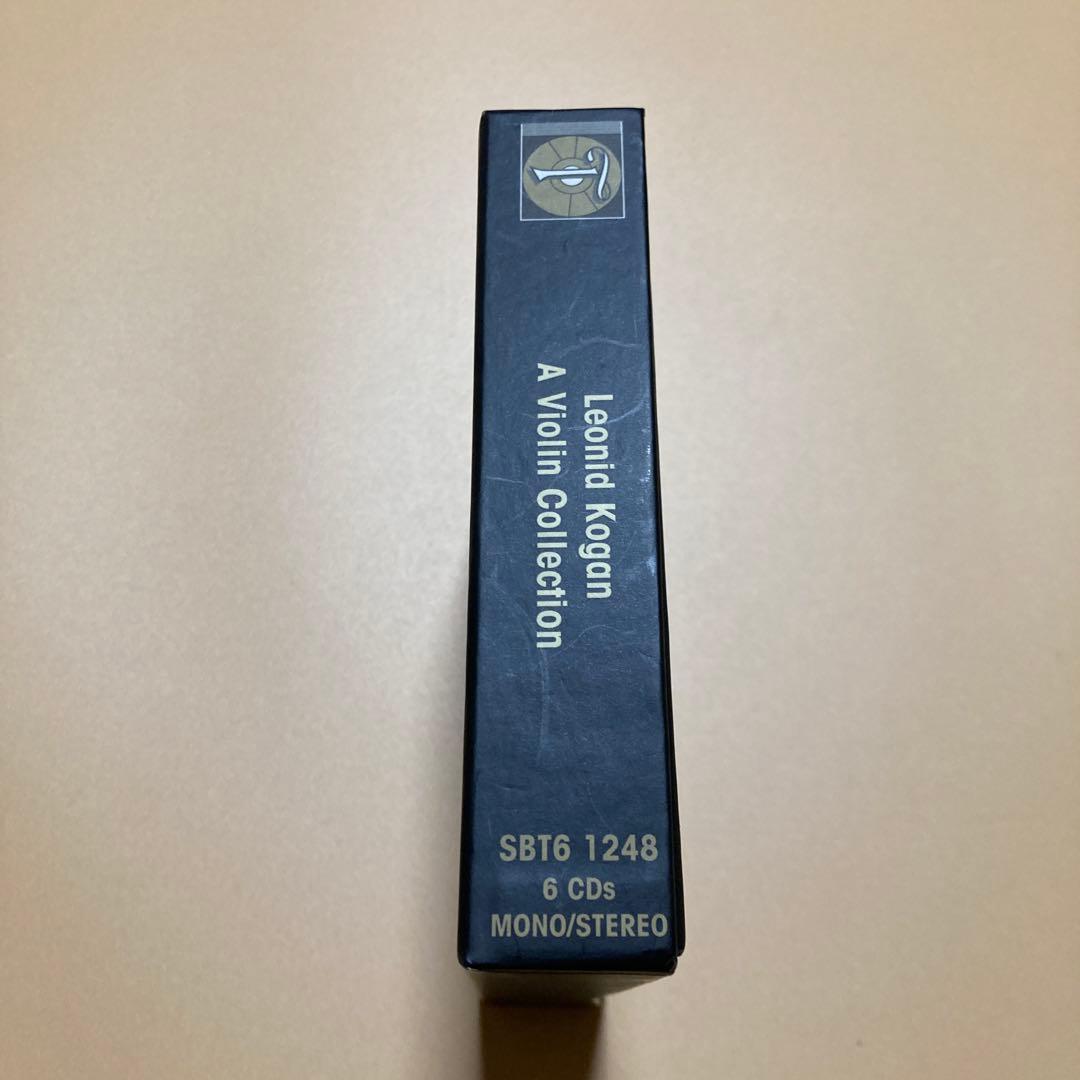 Leonid Kogan
A Violin Collection
SBT6 1248
6 CDs
MONO/STEREO